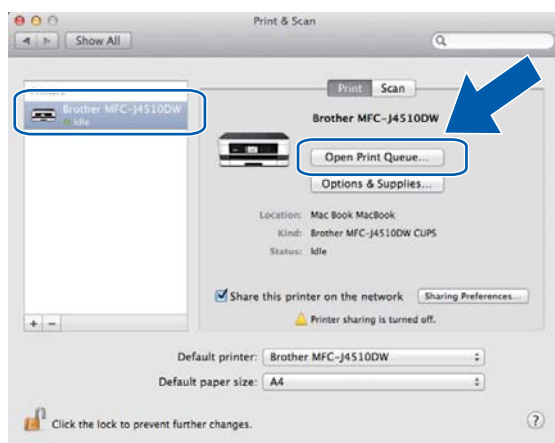 Print & Scan
Show All
Print Scan
Brother MFC-J4510DW
Idle
Brother MFC-J4510DW
Open Print Queue...
Options & Supplies...
Location: Mac Book MacBook
Kind: Brother MFC-J4510DW CUPS
Status: Idle
Share this printer on the network Sharing Preferences...
Printer sharing is turned off.
+ -
Default printer: Brother MFC-J4510DW
Default paper size: A4
Click the lock to prevent further changes.
?